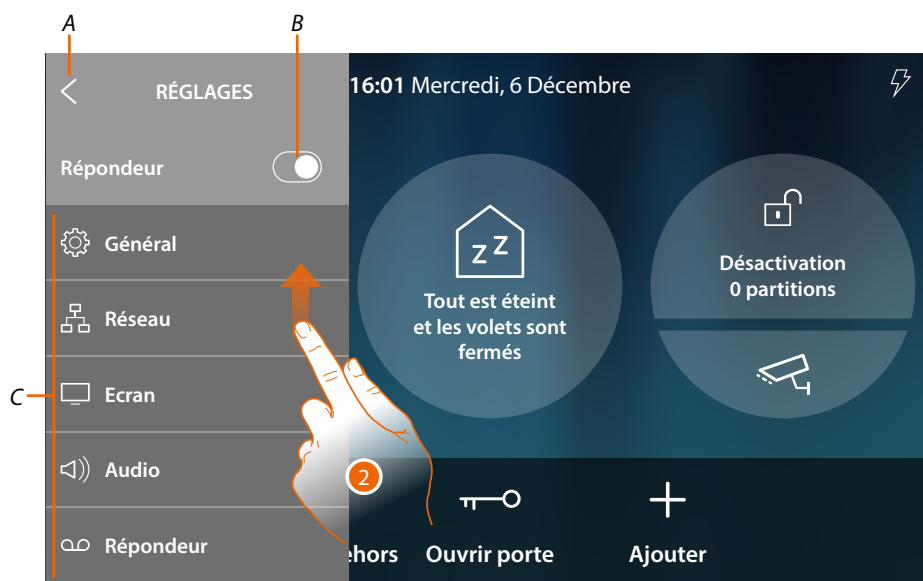 A
B
RÉGLAGES
16:01 Mercredi, 6 Décembre
Répondeur
Général
Réseau
Ecran
Audio
Répondeur
C
z Z
Tout est éteint
et les volets sont
fermés
Désactivation
0 partitions
2
ehors
Ouvrir porte
Ajouter